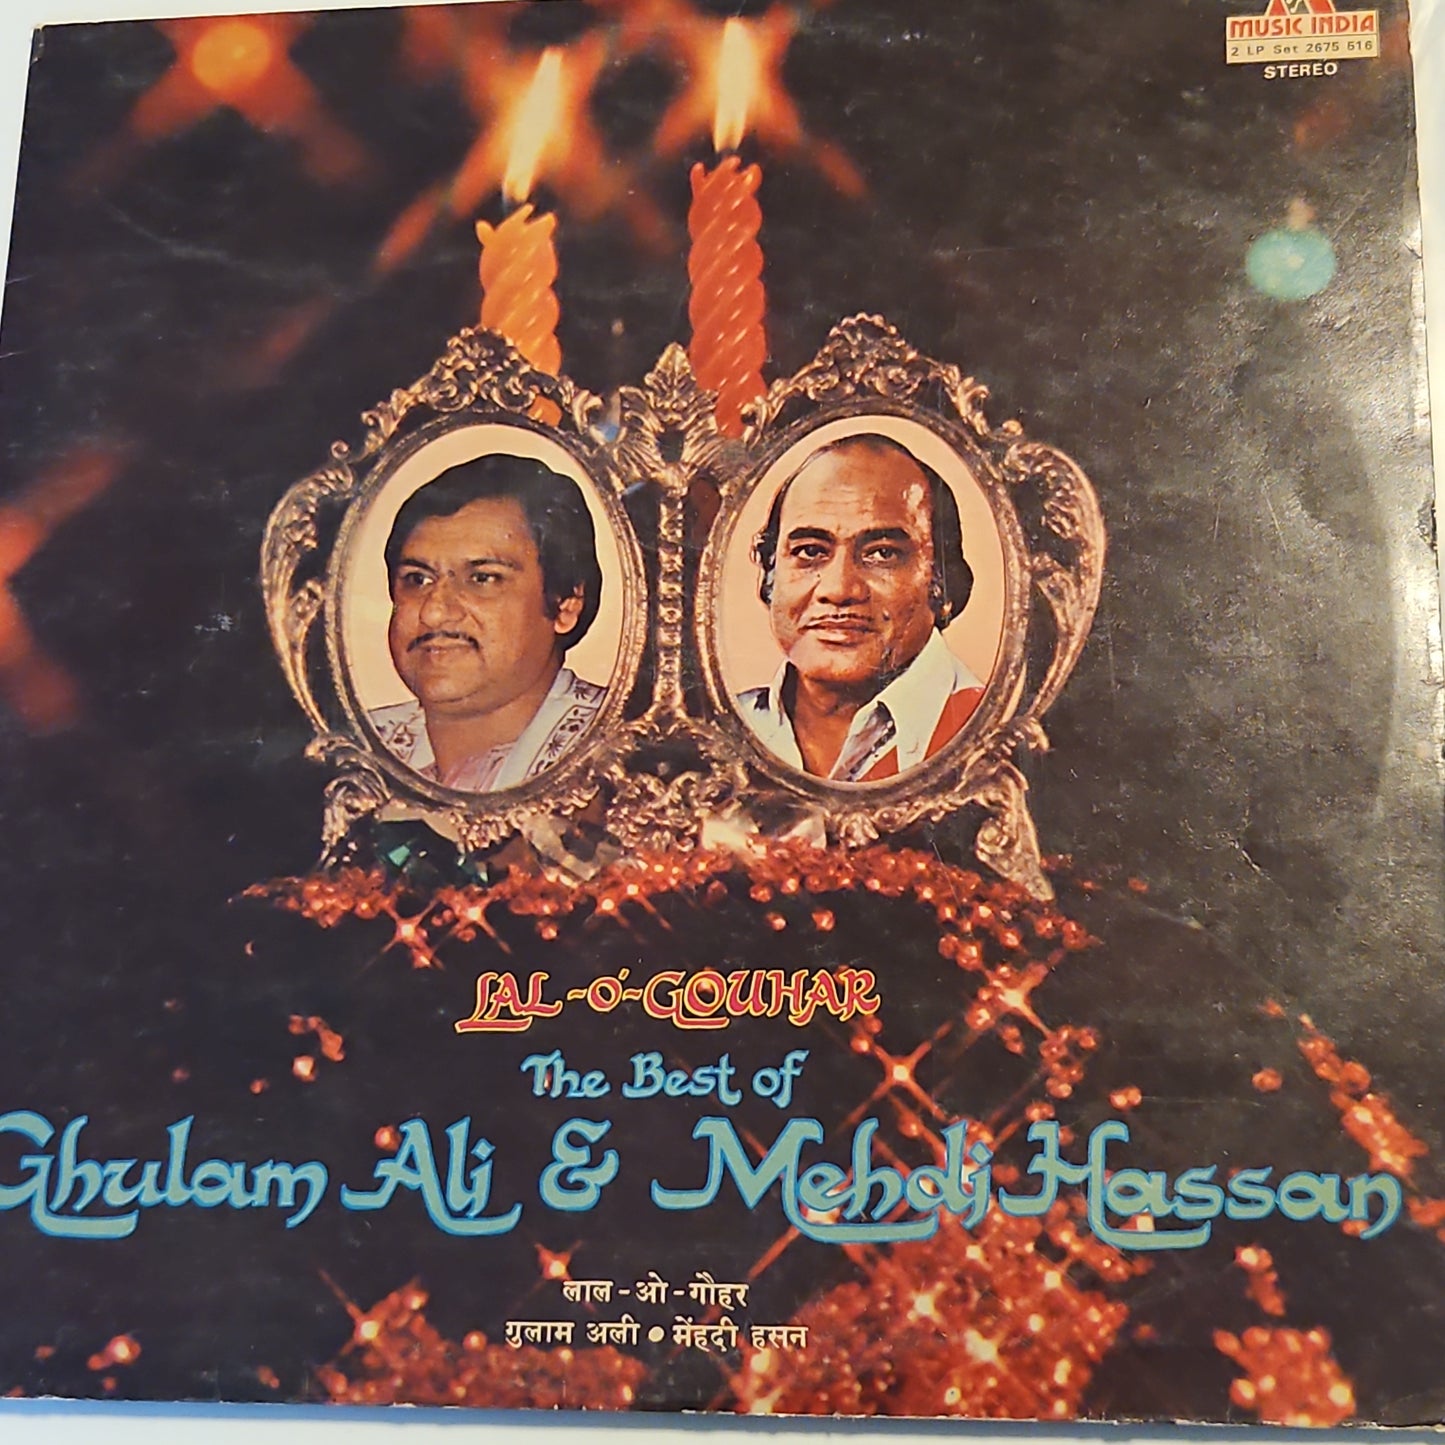 MUSIC INDIA
2 LP Set 2675 516
STEREO
LAL-O'-GOUHAR
The Best of
Ghulam Ali & Mehdi Hassan
लाल-ओ-गौहर
गुलाम अली • मेंहदी हसन